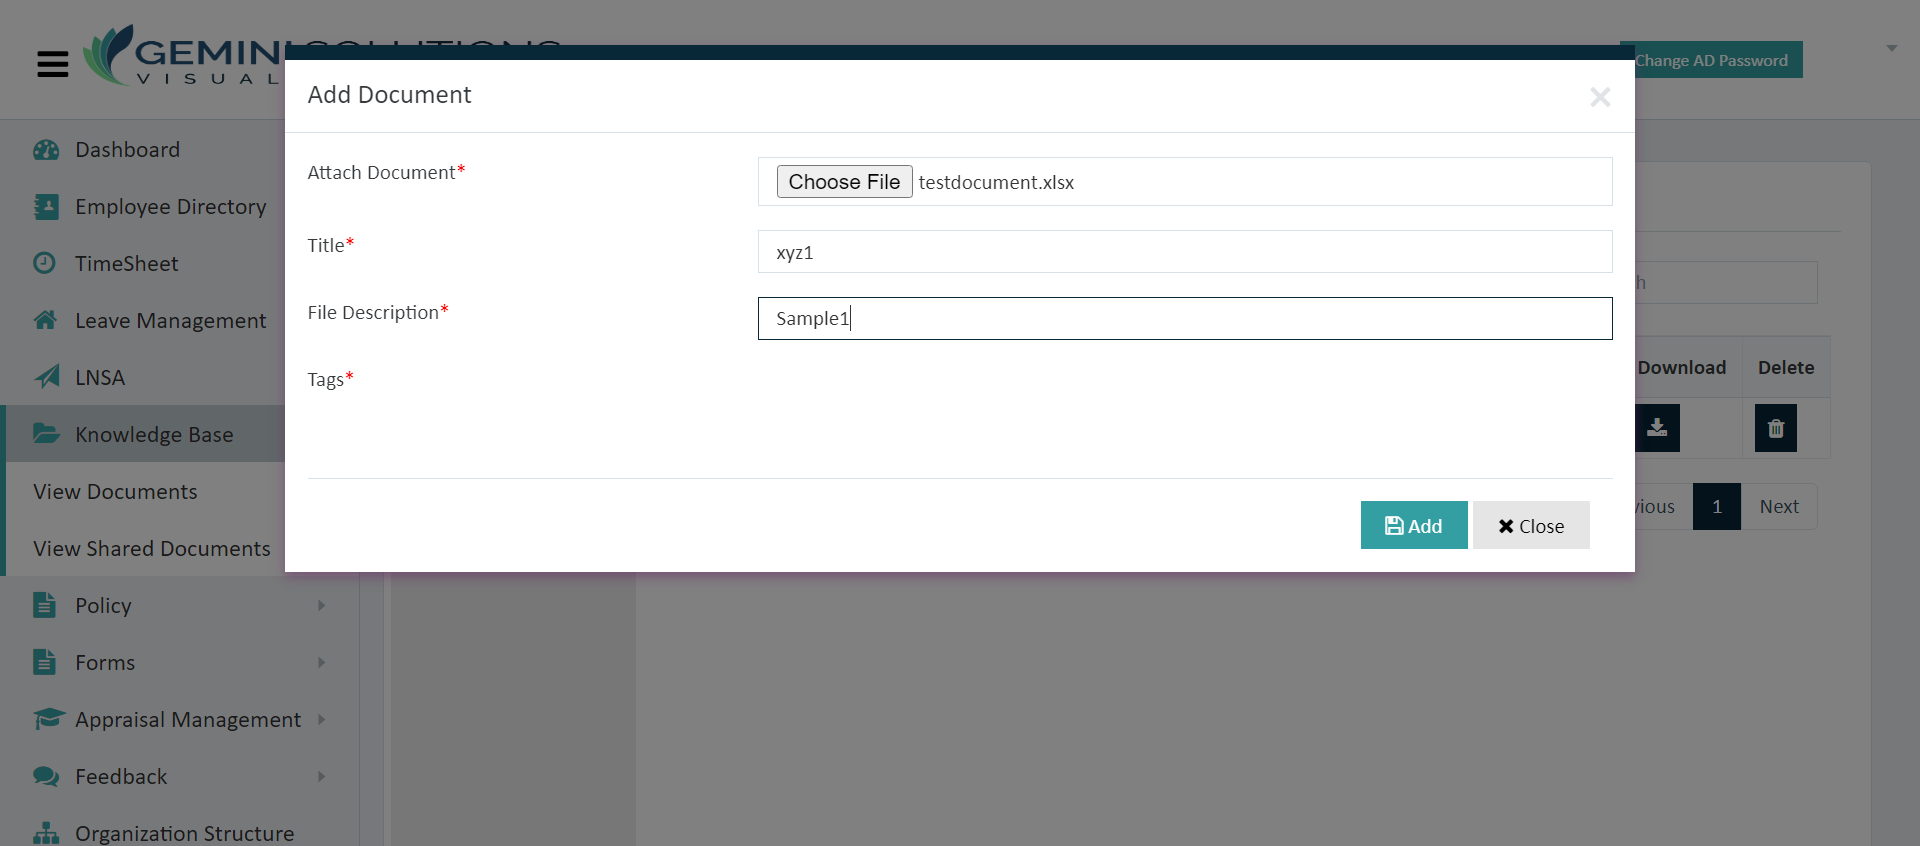 GEMINI SOLUTIONS
VISUAL
Change AD Password
Add Document
Dashboard
Employee Directory
TimeSheet
Leave Management
LNSA
Knowledge Base
View Documents
View Shared Documents
Policy
Forms
Appraisal Management
Feedback
Organization Structure
Attach Document*
Choose File testdocument.xlsx
Title*
xyz1
File Description*
Sample1
Tags*
Add
Close
h
Download
Delete
vious
1
Next